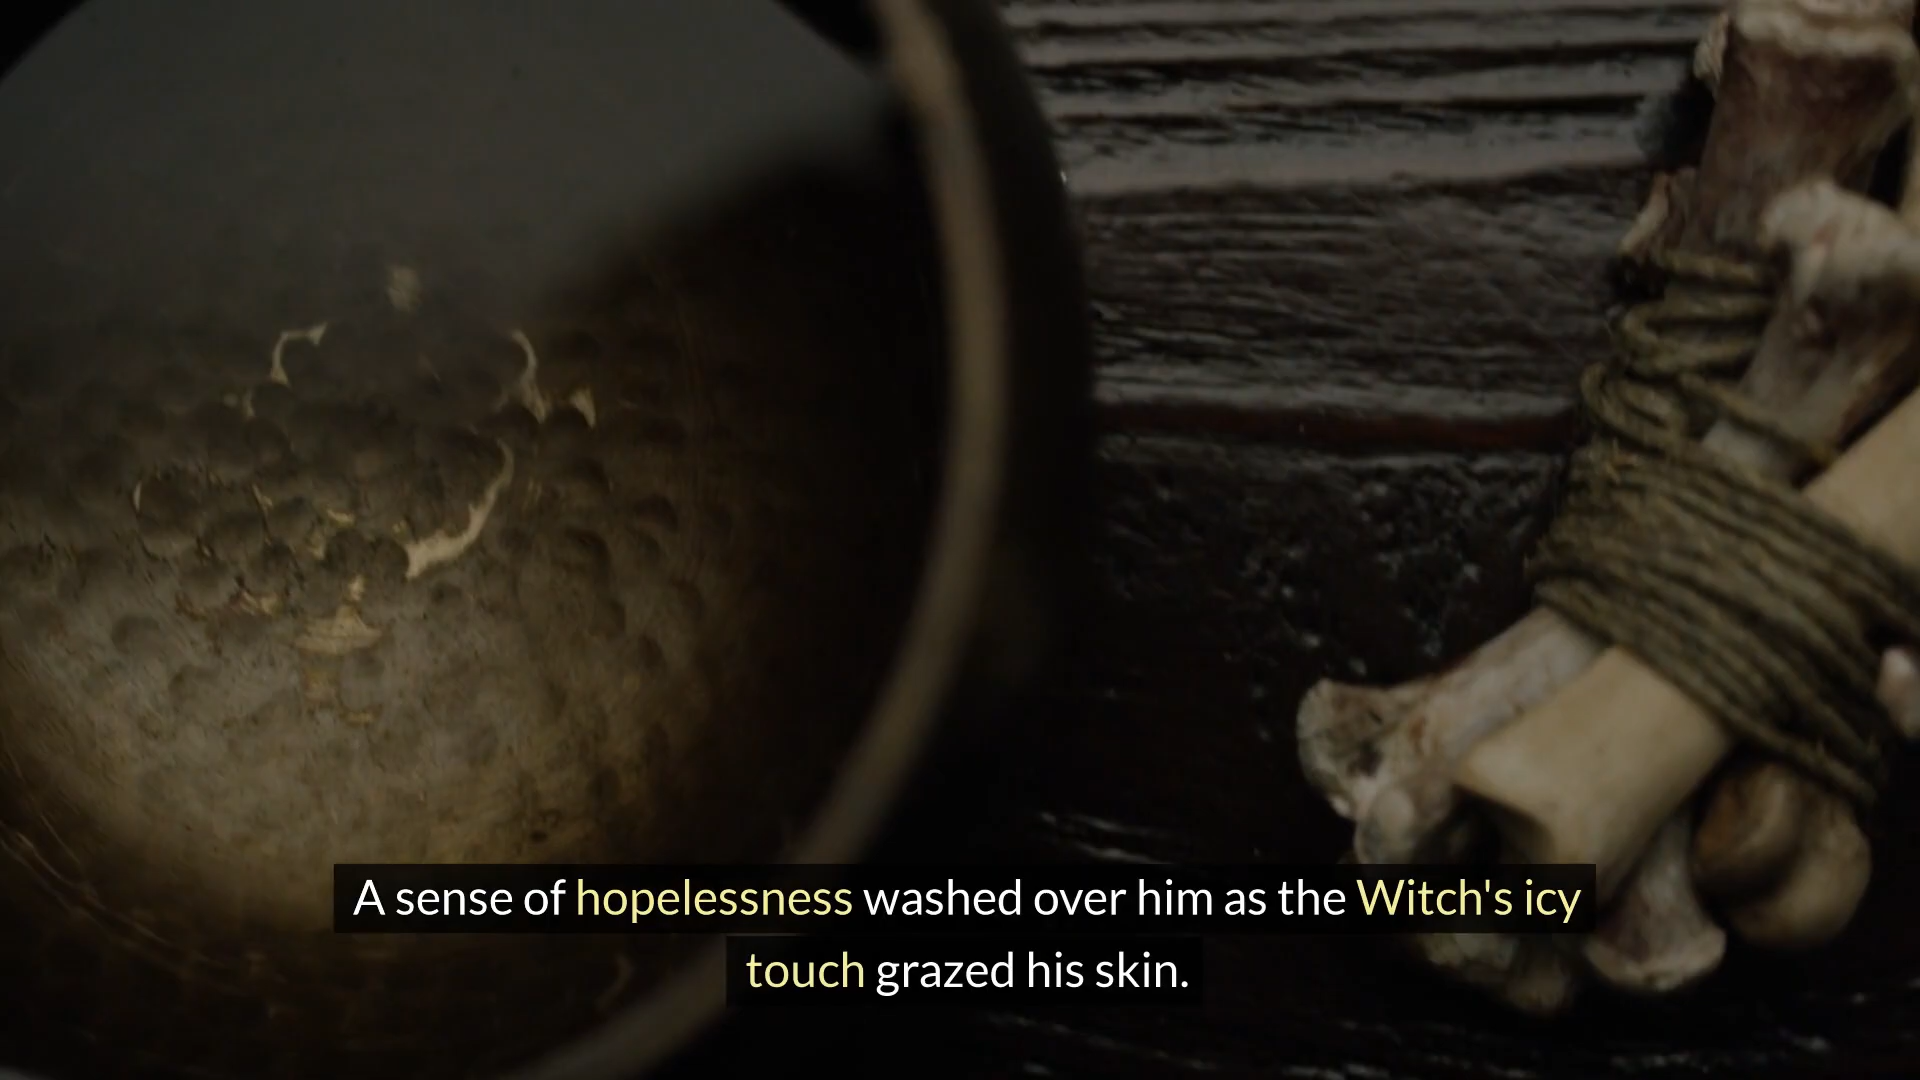 A sense of hopelessness washed over him as the Witch's icy
touch grazed his skin.